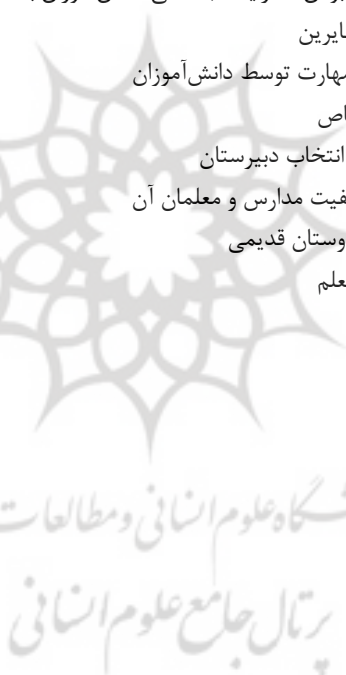 ایرین
مهارت توسط دانش‌آموزان
اص
انتخاب دبیرستان
فیت مدارس و معلمان آن
وستان قدیمی
علم
گاه علوم انسانی و مطالعات
پرتال جامع علوم انسانی